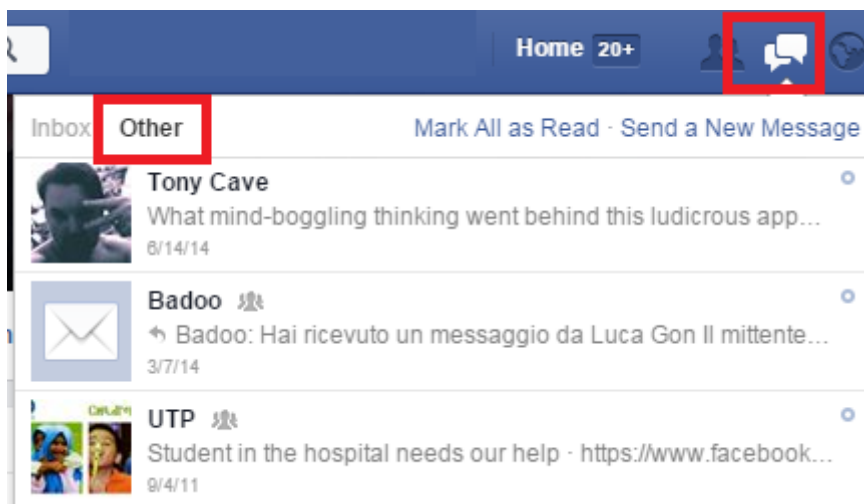 Home 20+
Inbox Other Mark All as Read · Send a New Message
Tony Cave
What mind-boggling thinking went behind this ludicrous app...
6/14/14
Badoo
Badoo: Hai ricevuto un messaggio da Luca Gon Il mittente...
3/7/14
UTP
Student in the hospital needs our help · https://www.facebook...
9/4/11